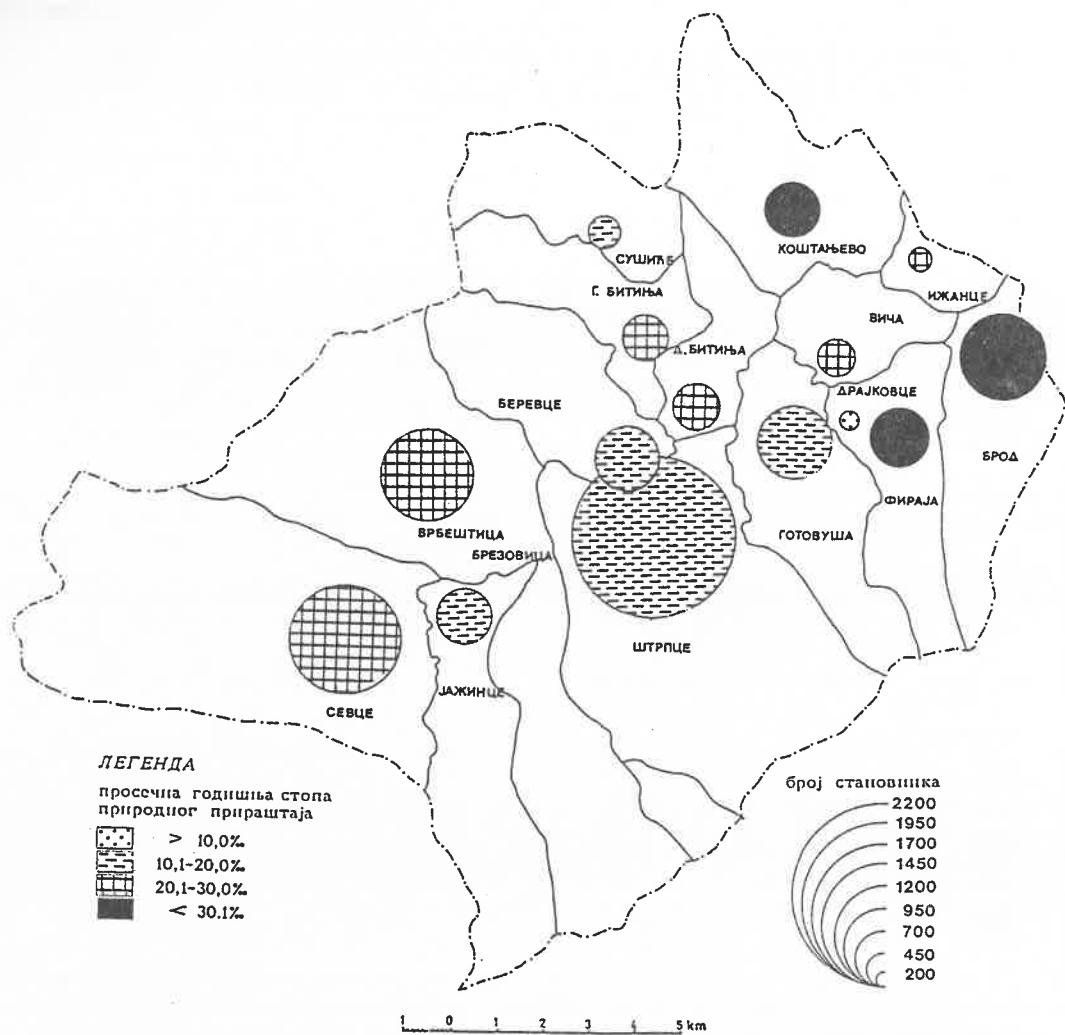 КОШТАЊЕВО
СУШИЋЕ
Г. БИТИЊА
ИЖАНЦЕ
ВИЧА
Д. БИТИЊА
ДРАЈКОВЦЕ
БЕРЕВЦЕ
БРОД
ФИРАЈА
ВРБЕШТИЦА
ГОТОВУША
БРЕЗОВИЦА
ШТРПЦЕ
ЈАЖИНЦЕ
СЕВЦЕ
ЛЕГЕНДА
просечна годишња стопа
природног прираштаја
> 10,0‰
10,1-20,0‰
20,1-30,0‰
< 30.1‰
број становника
2200
1950
1700
1450
1200
950
700
450
200
1 0 1 2 3 4 5 km